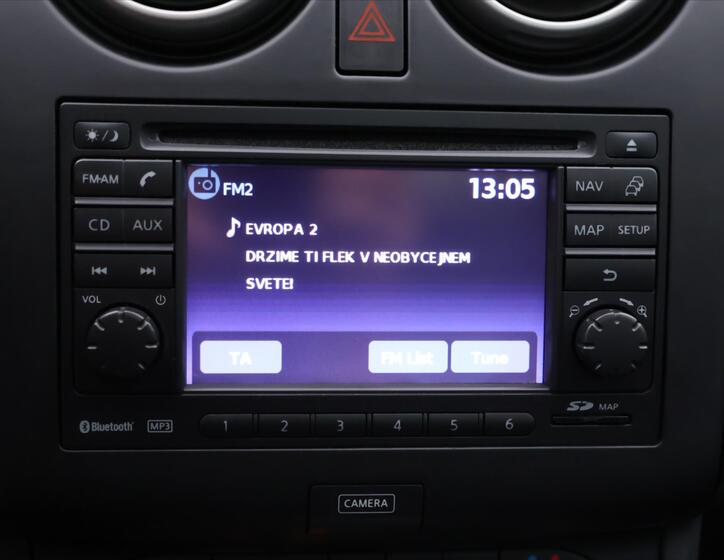 FM·AM
CD AUX
VOL
FM2 13:05
EVROPA 2
DRZIME TI FLEK V NEOBYCEJNEM
SVETE!
TA FM List Tune
NAV
MAP SETUP
SD MAP
Bluetooth MP3 1 2 3 4 5 6
CAMERA